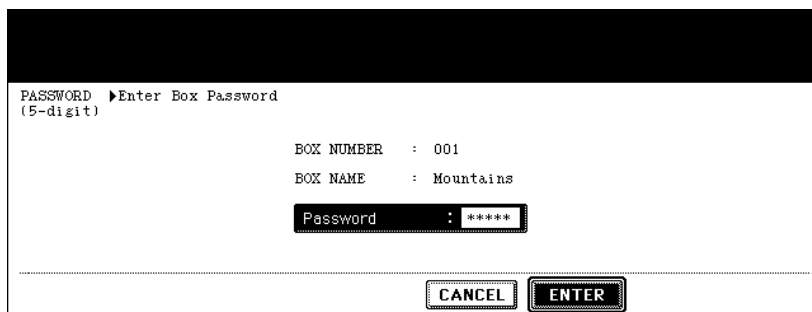 PASSWORD ▶Enter Box Password
(5-digit)
BOX NUMBER : 001
BOX NAME : Mountains
Password : *****
CANCEL ENTER